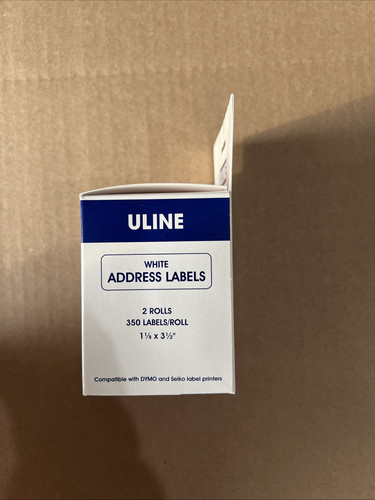 ULINE
WHITE
ADDRESS LABELS
2 ROLLS
350 LABELS/ROLL
1⅛ x 3½"
Compatible with DYMO and Seiko label printers